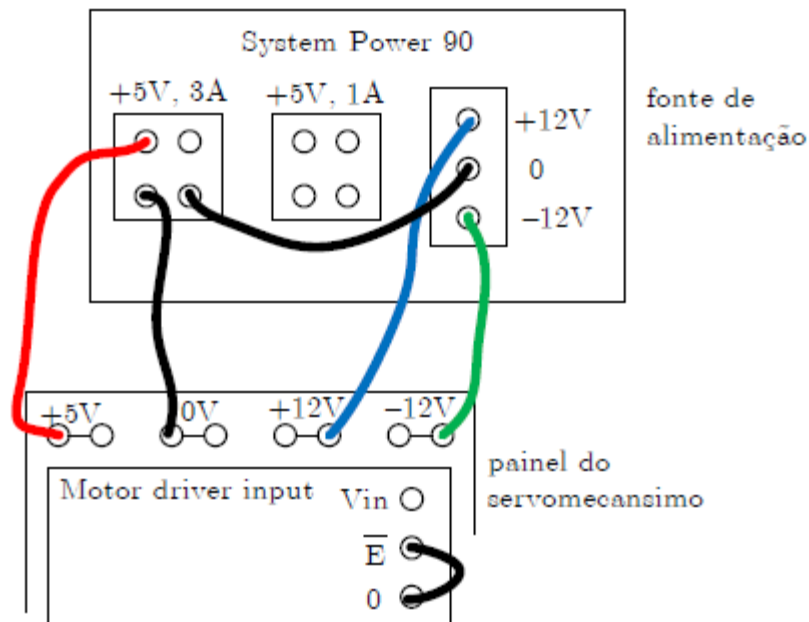 System Power 90
+5V, 3A
+5V, 1A
+12V
0
−12V
fonte de
alimentação
+5V
0V
+12V
−12V
painel do
servomecansimo
Motor driver input
Vin
E̅
0